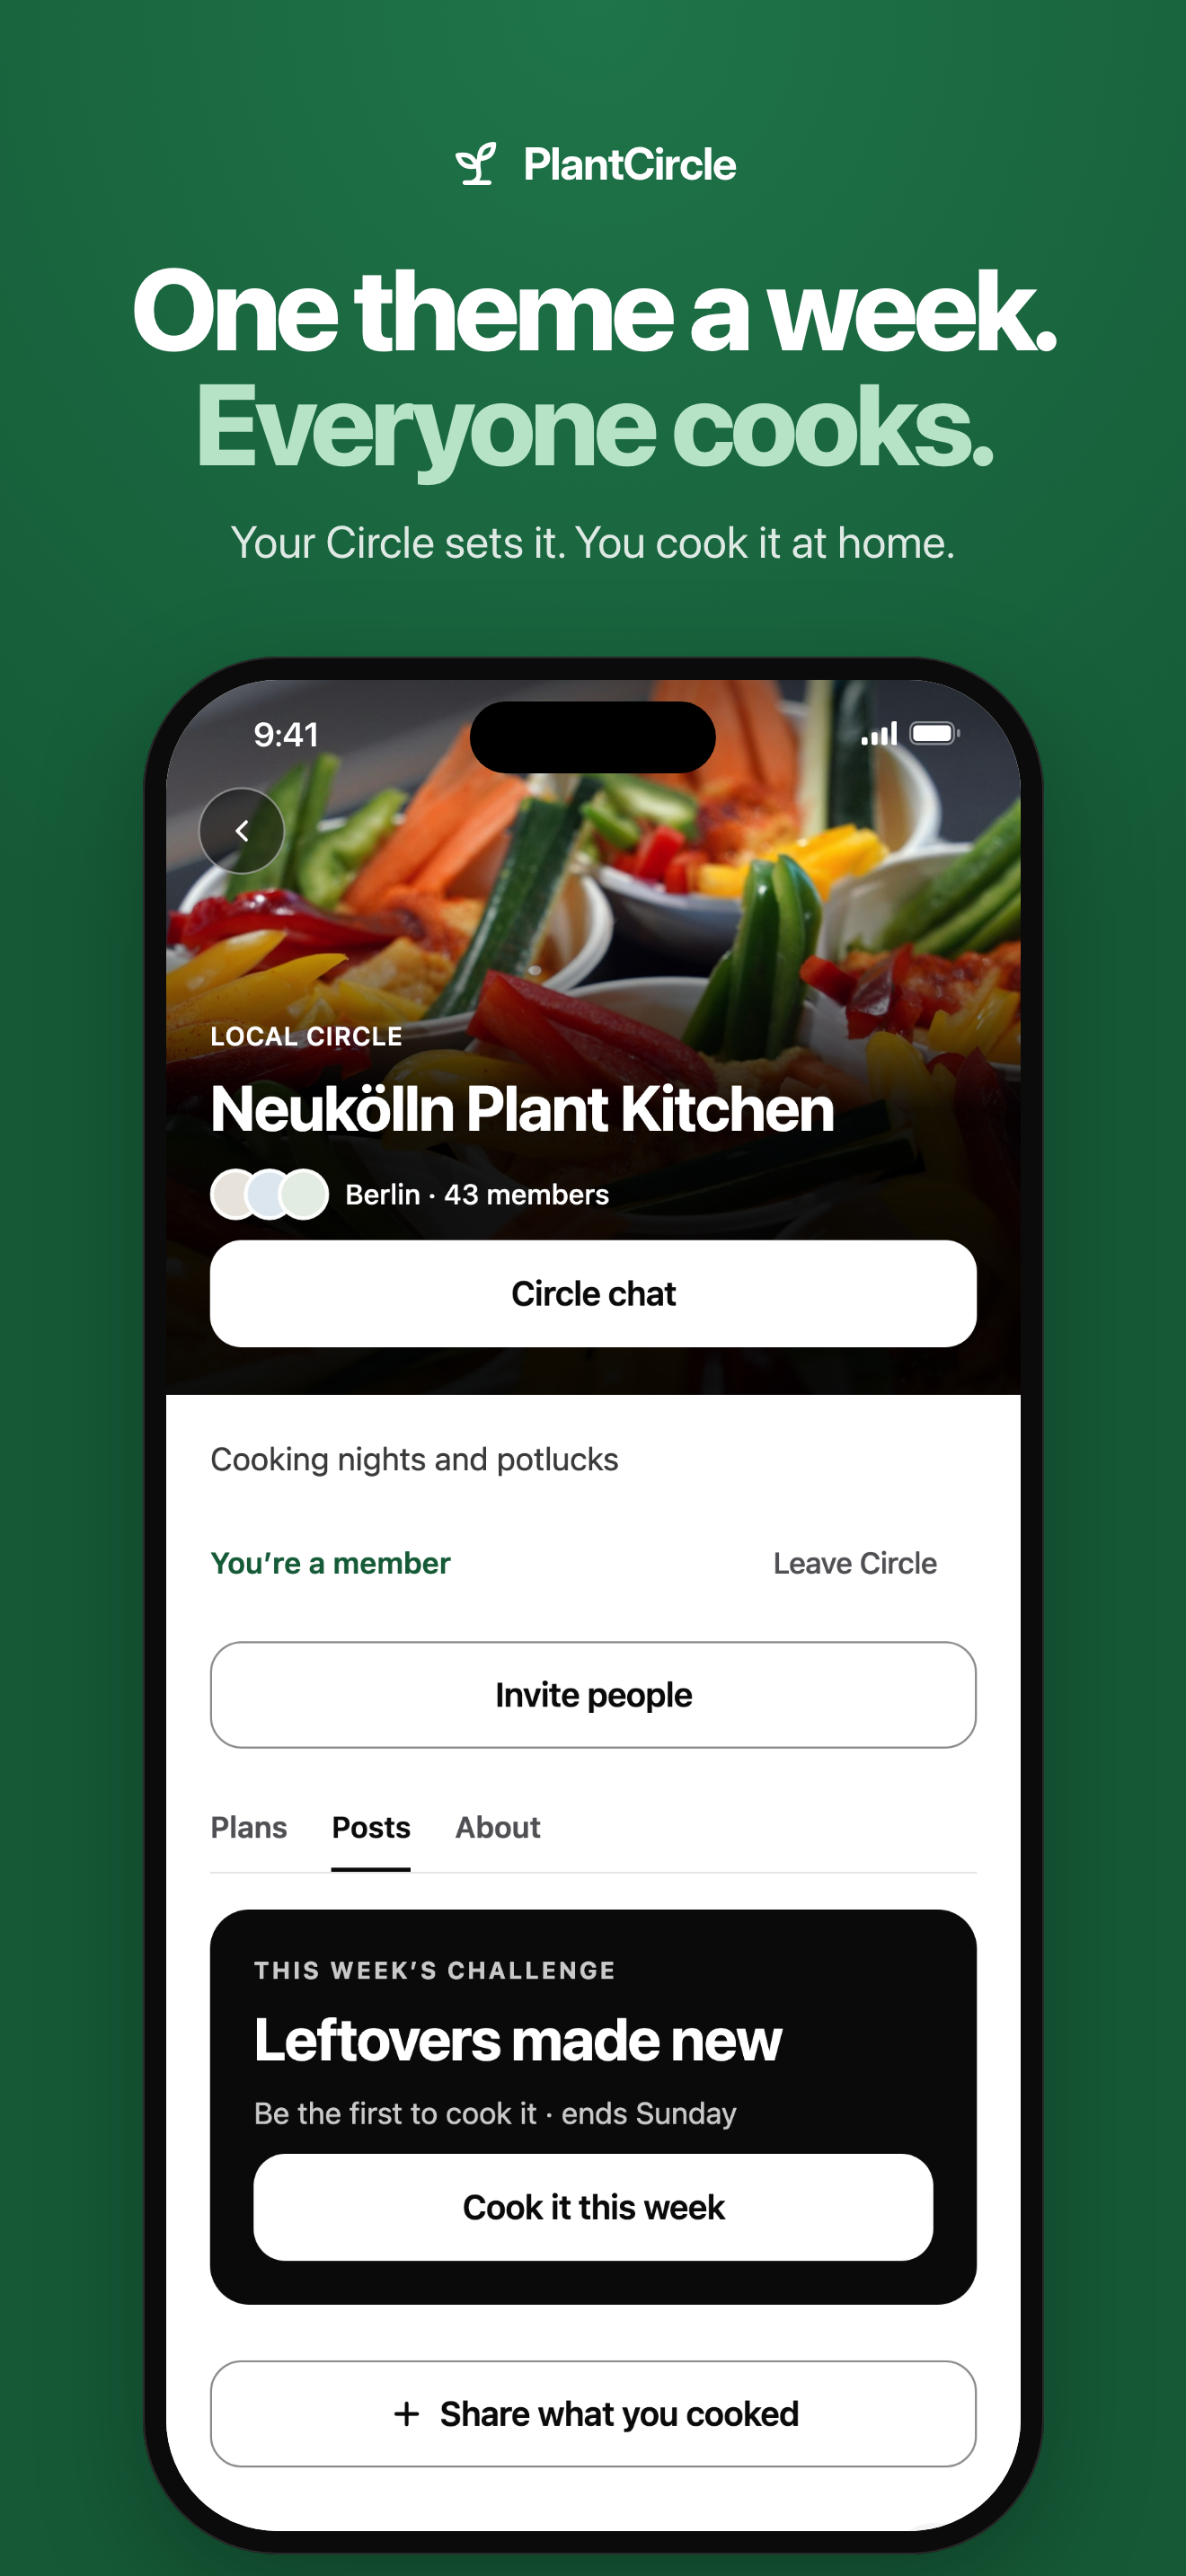 PlantCircle
One theme a week.
Everyone cooks.
Your Circle sets it. You cook it at home.
9:41
LOCAL CIRCLE
Neukölln Plant Kitchen
Berlin · 43 members
Circle chat
Cooking nights and potlucks
You’re a member Leave Circle
Invite people
Plans Posts About
THIS WEEK’S CHALLENGE
Leftovers made new
Be the first to cook it · ends Sunday
Cook it this week
+ Share what you cooked